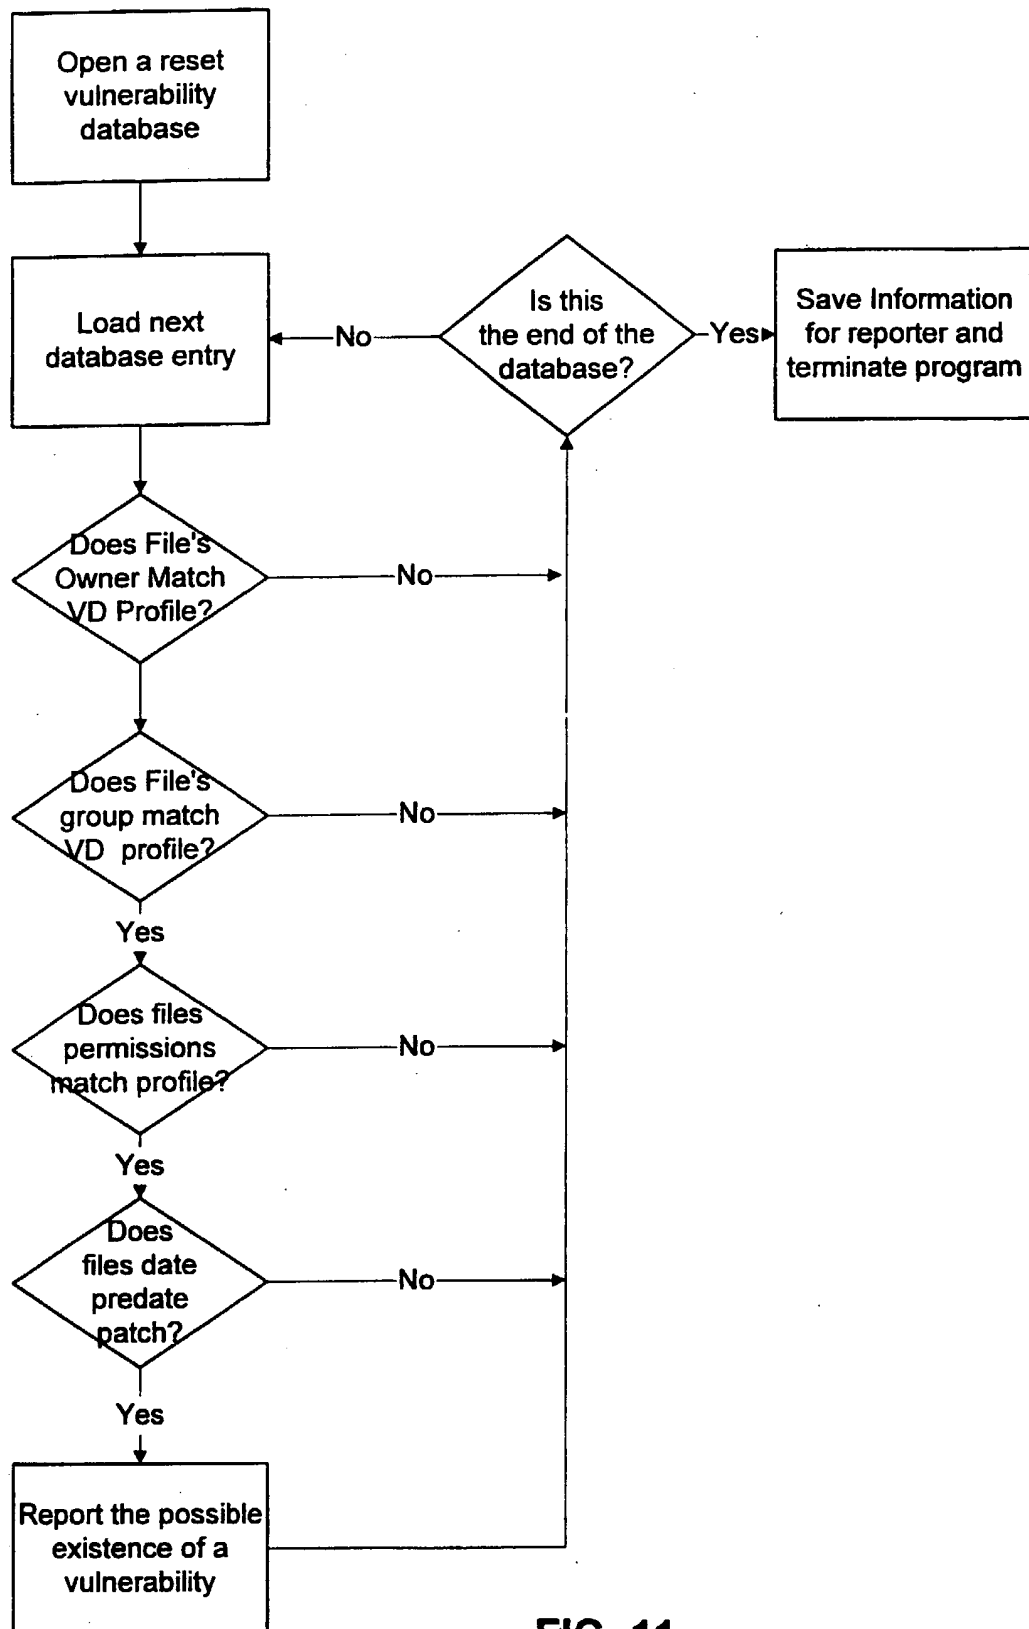 Open a reset
vulnerability
database
Load next
database entry
No
Is this
the end of the
database?
Yes
Save Information
for reporter and
terminate program
Does File's
Owner Match
VD Profile?
No
Does File's
group match
VD profile?
No
Yes
Does files
permissions
match profile?
No
Yes
Does
files date
predate
patch?
No
Yes
Report the possible
existence of a
vulnerability
FIG. 11